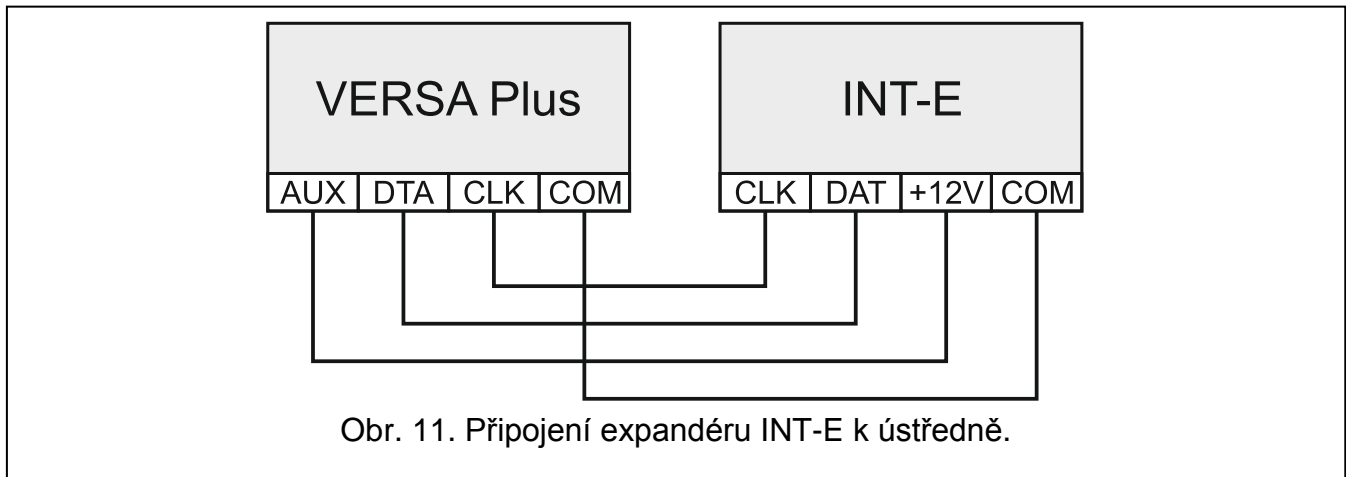 VERSA Plus
INT-E
AUX DTA CLK COM
CLK DAT +12V COM
Obr. 11. Připojení expandéru INT-E k ústředně.